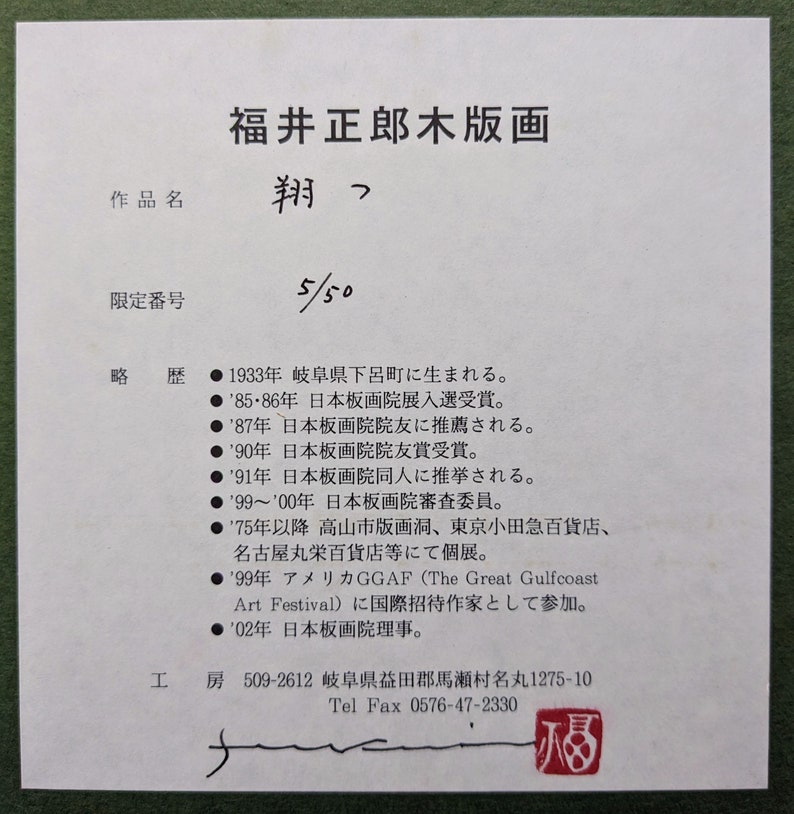 福井正郎木版画
作品名 翔つ
限定番号 5/50
略歴 ●1933年 岐阜県下呂町に生まれる。
●'85・86年 日本板画院展入選受賞。
●'87年 日本板画院院友に推薦される。
●'90年 日本板画院院友賞受賞。
●'91年 日本板画院同人に推挙される。
●'99〜'00年 日本板画院審査委員。
●'75年以降 高山市版画洞、東京小田急百貨店、
名古屋丸栄百貨店等にて個展。
●'99年 アメリカGGAF（The Great Gulfcoast
Art Festival）に国際招待作家として参加。
●'02年 日本板画院理事。
工房 509-2612 岐阜県益田郡馬瀬村名丸1275-10
Tel Fax 0576-47-2330
fukui 福